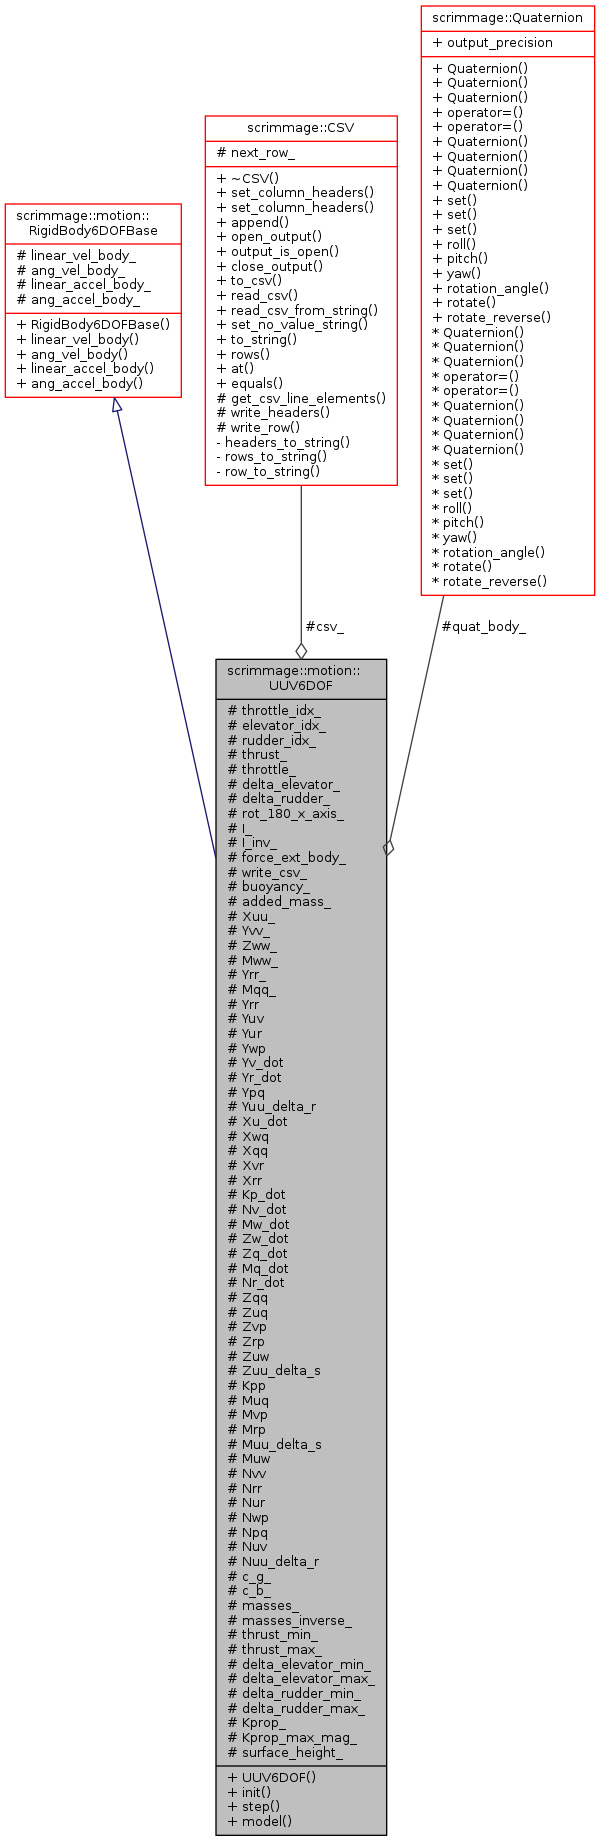 scrimmage::Quaternion
+ output_precision
+ Quaternion()
+ Quaternion()
+ Quaternion()
+ operator=()
+ operator=()
+ Quaternion()
+ Quaternion()
+ Quaternion()
+ Quaternion()
+ set()
+ set()
+ set()
+ roll()
+ pitch()
+ yaw()
+ rotation_angle()
+ rotate()
+ rotate_reverse()
* Quaternion()
* Quaternion()
* Quaternion()
* operator=()
* operator=()
* Quaternion()
* Quaternion()
* Quaternion()
* Quaternion()
* set()
* set()
* set()
* roll()
* pitch()
* yaw()
* rotation_angle()
* rotate()
* rotate_reverse()
scrimmage::CSV
# next_row_
+ ~CSV()
+ set_column_headers()
+ set_column_headers()
+ append()
+ open_output()
+ output_is_open()
+ close_output()
+ to_csv()
+ read_csv()
+ read_csv_from_string()
+ set_no_value_string()
+ to_string()
+ rows()
+ at()
+ equals()
# get_csv_line_elements()
# write_headers()
# write_row()
- headers_to_string()
- rows_to_string()
- row_to_string()
scrimmage::motion::
RigidBody6DOFBase
# linear_vel_body_
# ang_vel_body_
# linear_accel_body_
# ang_accel_body_
+ RigidBody6DOFBase()
+ linear_vel_body()
+ ang_vel_body()
+ linear_accel_body()
+ ang_accel_body()
#csv_
#quat_body_
scrimmage::motion::
UUV6DOF
# throttle_idx_
# elevator_idx_
# rudder_idx_
# thrust_
# throttle_
# delta_elevator_
# delta_rudder_
# rot_180_x_axis_
# I_
# I_inv_
# force_ext_body_
# write_csv_
# buoyancy_
# added_mass_
# Xuu_
# Yvv_
# Zww_
# Mww_
# Yrr_
# Mqq_
# Yrr
# Yuv
# Yur
# Ywp
# Yv_dot
# Yr_dot
# Ypq
# Yuu_delta_r
# Xu_dot
# Xwq
# Xqq
# Xvr
# Xrr
# Kp_dot
# Nv_dot
# Mw_dot
# Zw_dot
# Zq_dot
# Mq_dot
# Nr_dot
# Zqq
# Zuq
# Zvp
# Zrp
# Zuw
# Zuu_delta_s
# Kpp
# Muq
# Mvp
# Mrp
# Muu_delta_s
# Muw
# Nvv
# Nrr
# Nur
# Nwp
# Npq
# Nuv
# Nuu_delta_r
# c_g_
# c_b_
# masses_
# masses_inverse_
# thrust_min_
# thrust_max_
# delta_elevator_min_
# delta_elevator_max_
# delta_rudder_min_
# delta_rudder_max_
# Kprop_
# Kprop_max_mag_
# surface_height_
+ UUV6DOF()
+ init()
+ step()
+ model()